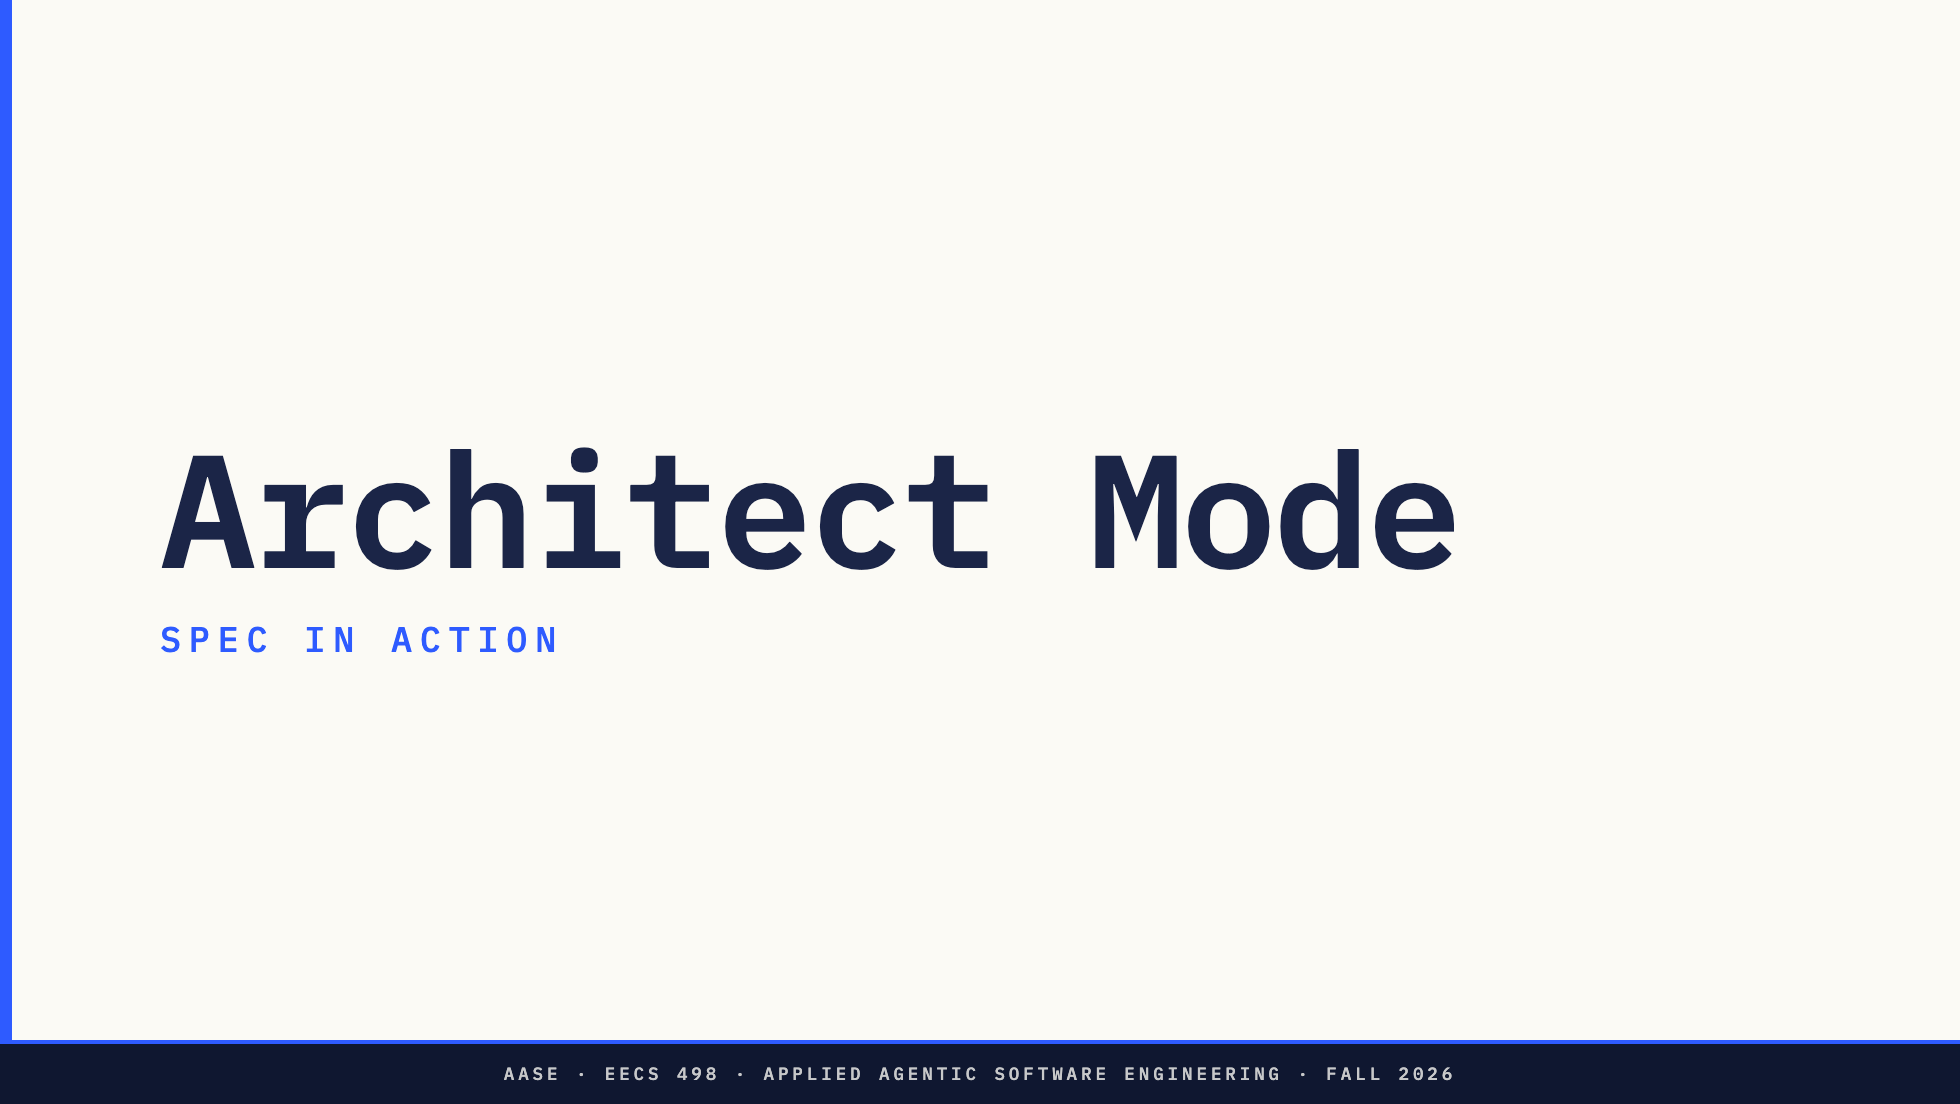 Architect Mode
SPEC IN ACTION
AASE · EECS 498 · APPLIED AGENTIC SOFTWARE ENGINEERING · FALL 2026